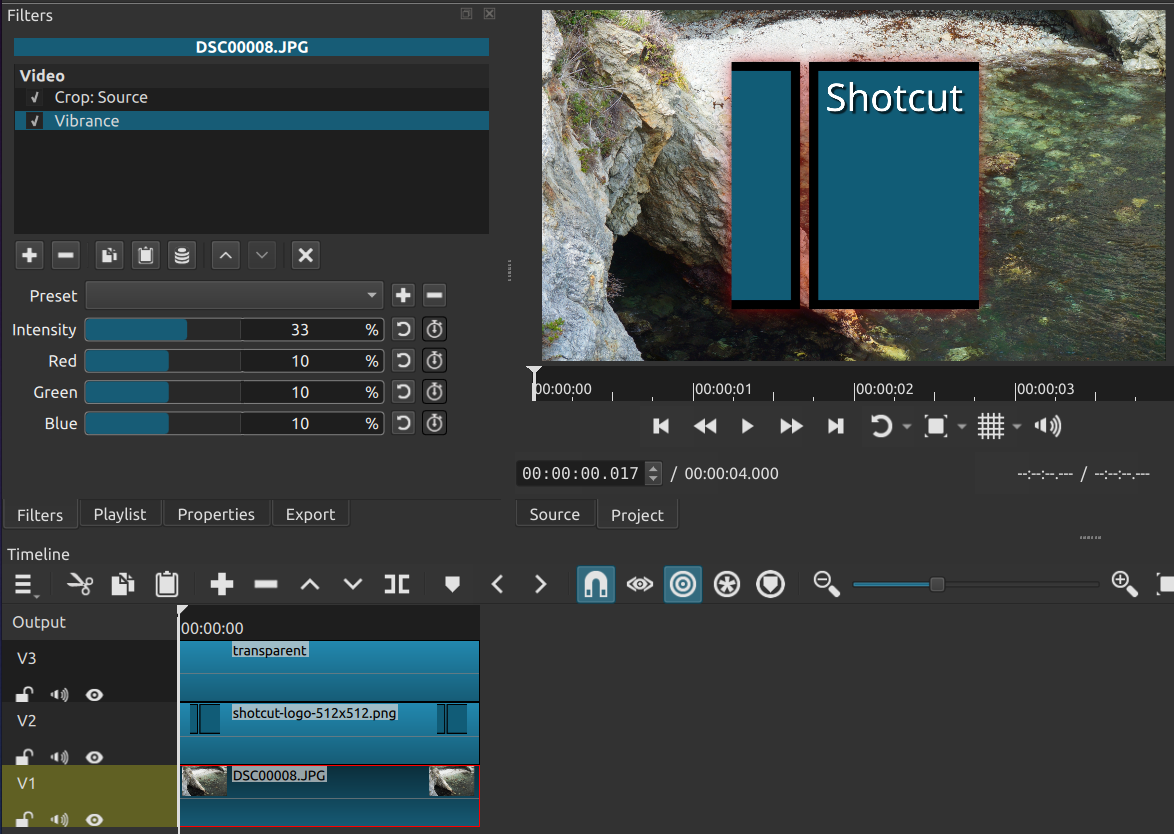 Filters
DSC00008.JPG
Video
Crop: Source
Vibrance
Preset
Intensity 33 %
Red 10 %
Green 10 %
Blue 10 %
Shotcut
00:00:00 00:00:01 00:00:02 00:00:03
00:00:00.017 / 00:00:04.000 --:--:--.--- / --:--:--.---
Filters Playlist Properties Export
Source Project
Timeline
Output 00:00:00
V3 transparent
V2 shotcut-logo-512x512.png
V1 DSC00008.JPG